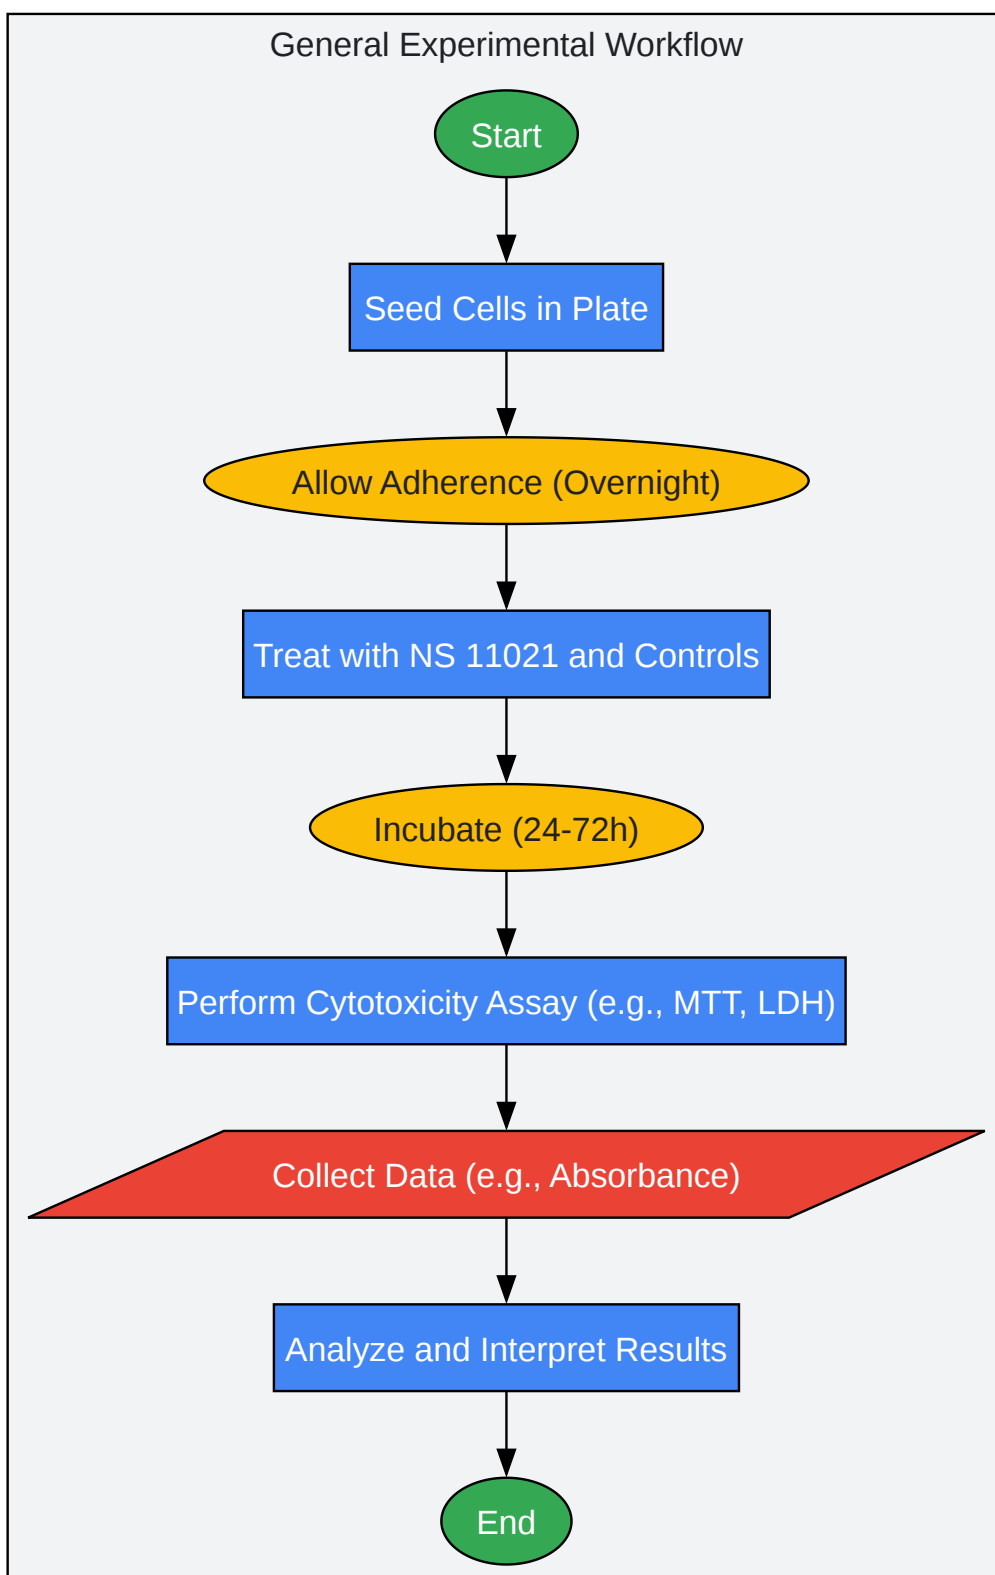 General Experimental Workflow
Start
Seed Cells in Plate
Allow Adherence (Overnight)
Treat with NS 11021 and Controls
Incubate (24-72h)
Perform Cytotoxicity Assay (e.g., MTT, LDH)
Collect Data (e.g., Absorbance)
Analyze and Interpret Results
End